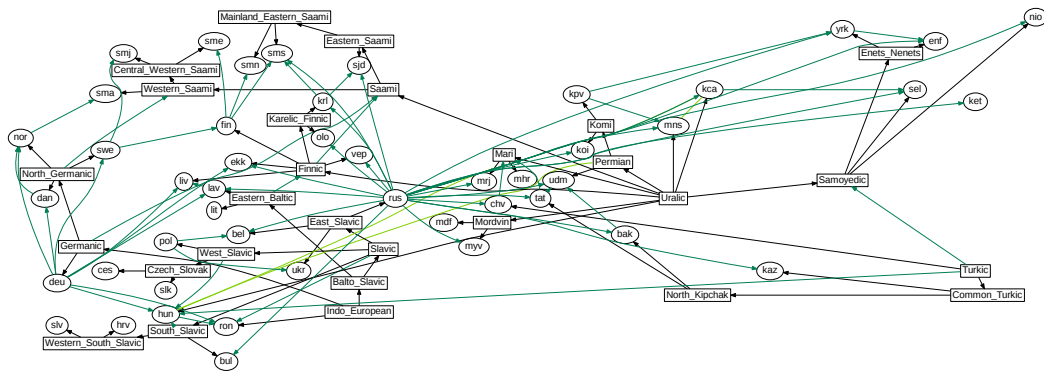 Mainland_Eastern_Saami
nio
yrk
sme
Eastern_Saami
enf
smj
sms
Enets_Nenets
smn
sjd
Central_Western_Saami
Western_Saami
Saami
kca
sel
sma
kpv
krl
ket
Karelic_Finnic
fin
Komi
mns
nor
olo
swe
koi
vep
Mari
ekk
Permian
Finnic
North_Germanic
liv
mrj
mhr
udm
Samoyedic
lav
dan
Eastern_Baltic
rus
tat
Uralic
chv
lit
East_Slavic
mdf
Mordvin
bel
bak
pol
Germanic
myv
West_Slavic
Slavic
ces
Czech_Slovak
ukr
kaz
Turkic
deu
Balto_Slavic
slk
North_Kipchak
Common_Turkic
hun
Indo_European
slv
hrv
ron
South_Slavic
Western_South_Slavic
bul